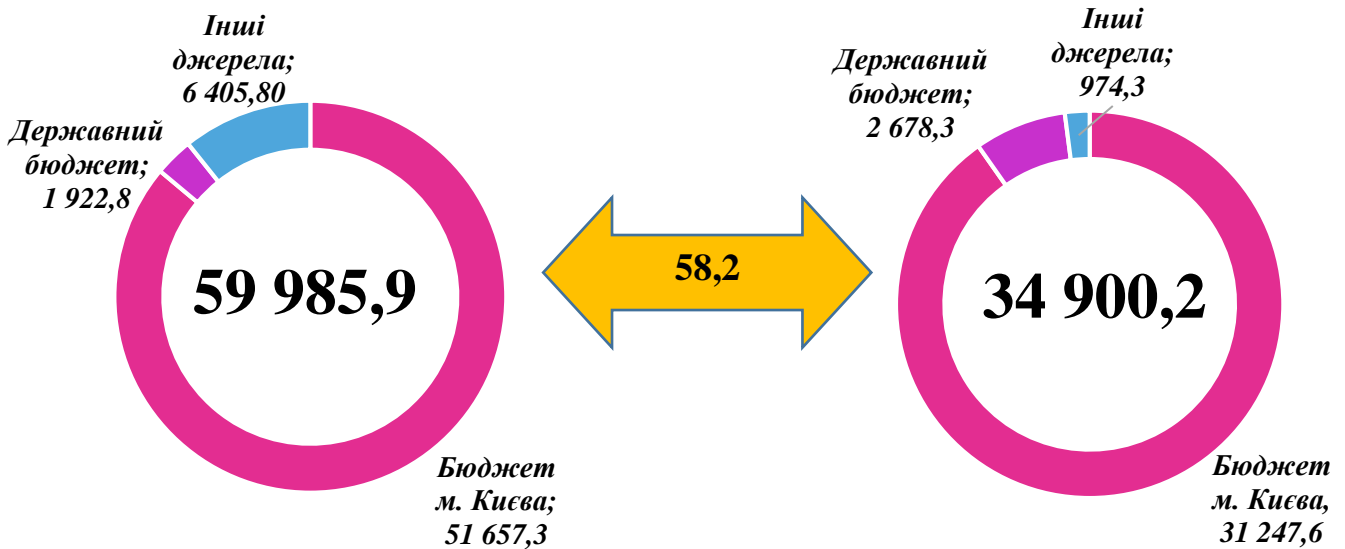 Інші
джерела;
6 405,80
Державний
бюджет;
1 922,8
59 985,9
Бюджет
м. Києва;
51 657,3
58,2
Інші
джерела;
974,3
Державний
бюджет;
2 678,3
34 900,2
Бюджет
м. Києва,
31 247,6